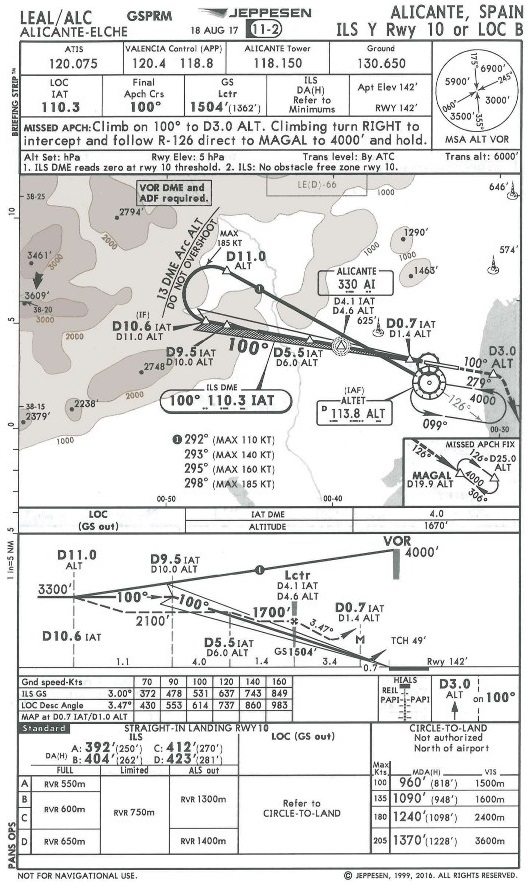 LEAL/ALC GSPRM JEPPESEN ALICANTE, SPAIN
ALICANTE-ELCHE 18 AUG 17 11-2 ILS Y Rwy 10 or LOC B
ATIS VALENCIA Control (APP) ALICANTE Tower Ground
120.075 120.4 118.8 118.150 130.650
LOC IAT 110.3
Final Apch Crs 100°
GS Lctr 1504'(1362')
ILS DA(H) Refer to Minimums
Apt Elev 142'
RWY 142'
BRIEFING STRIP™
MISSED APCH: Climb on 100° to D3.0 ALT. Climbing turn RIGHT to
intercept and follow R-126 direct to MAGAL to 4000' and hold.
175°
6900'
5900'
245°
060°
3000'
3500'
355°
MSA ALT VOR
Alt Set: hPa Rwy Elev: 5 hPa Trans level: By ATC Trans alt: 6000'
1. ILS DME reads zero at rwy 10 threshold. 2. ILS: No obstacle free zone rwy 10.
VOR DME and
ADF required.
LE(D)-66
646'
38-25
2794'
10
2000
1000
3000
3461'
3609'
38-20
3000
2000
13 DME Arc ALT
DO NOT OVERSHOOT
MAX
185 KT
D11.0
ALT
1290'
1000
1463'
574'
ALICANTE
330 AI
D4.1 IAT
D4.6 ALT
625'
D0.7 IAT
D1.4 ALT
(IF)
D10.6 IAT
D11.0 ALT
5
D9.5 IAT
D10.0 ALT
100°
D5.5 IAT
D6.0 ALT
D3.0
ALT
100°
279°
4000
2748'
2000
ILS DME
100° 110.3 IAT
(IAF)
ALTET
D 113.8 ALT
126°
099°
00-50
38-15
2379'
2238'
1000
0
292° (MAX 110 KT)
293° (MAX 140 KT)
295° (MAX 160 KT)
298° (MAX 185 KT)
MISSED APCH FIX
126°
126° D25.0
ALT
MAGAL
D19.9 ALT
4000
306°
00-50
00-40
LOC
(GS out)
IAT DME 4.0
ALTITUDE 1670'
5
1 in=5 NM
D11.0
ALT
D9.5 IAT
D10.0 ALT
VOR
4000'
3300'
100°
100°
2100'
1700'
Lctr
D4.1 IAT
D4.6 ALT
3.47°
D0.7 IAT
D1.4 ALT
M
D10.6 IAT
D5.5 IAT
D6.0 ALT
GS1504'
TCH 49'
Rwy 142'
1.1 4.0 1.4 3.4 0.7
Gnd speed-Kts 70 90 100 120 140 160
ILS GS 3.00° 372 478 531 637 743 849
LOC Desc Angle 3.47° 430 553 614 737 860 983
MAP at D0.7 IAT/D1.0 ALT
HIALS
REIL
PAPI PAPI
D3.0
ALT
on 100°
Standard STRAIGHT-IN LANDING RWY10
ILS
LOC (GS out)
DA(H)
A: 392'(250') C: 412'(270')
B: 404'(262') D: 423'(281')
FULL Limited ALS out
CIRCLE-TO-LAND
Not authorized
North of airport
Max
Kts MDA(H) VIS
A RVR 550m 100 960' (818') 1500m
B RVR 600m RVR 750m RVR 1300m 135 1090' (948') 1600m
Refer to
CIRCLE-TO-LAND
C 180 1240'(1098') 2400m
D RVR 650m RVR 1400m 205 1370'(1228') 3600m
PANS OPS
NOT FOR NAVIGATIONAL USE. © JEPPESEN, 1999, 2016. ALL RIGHTS RESERVED.